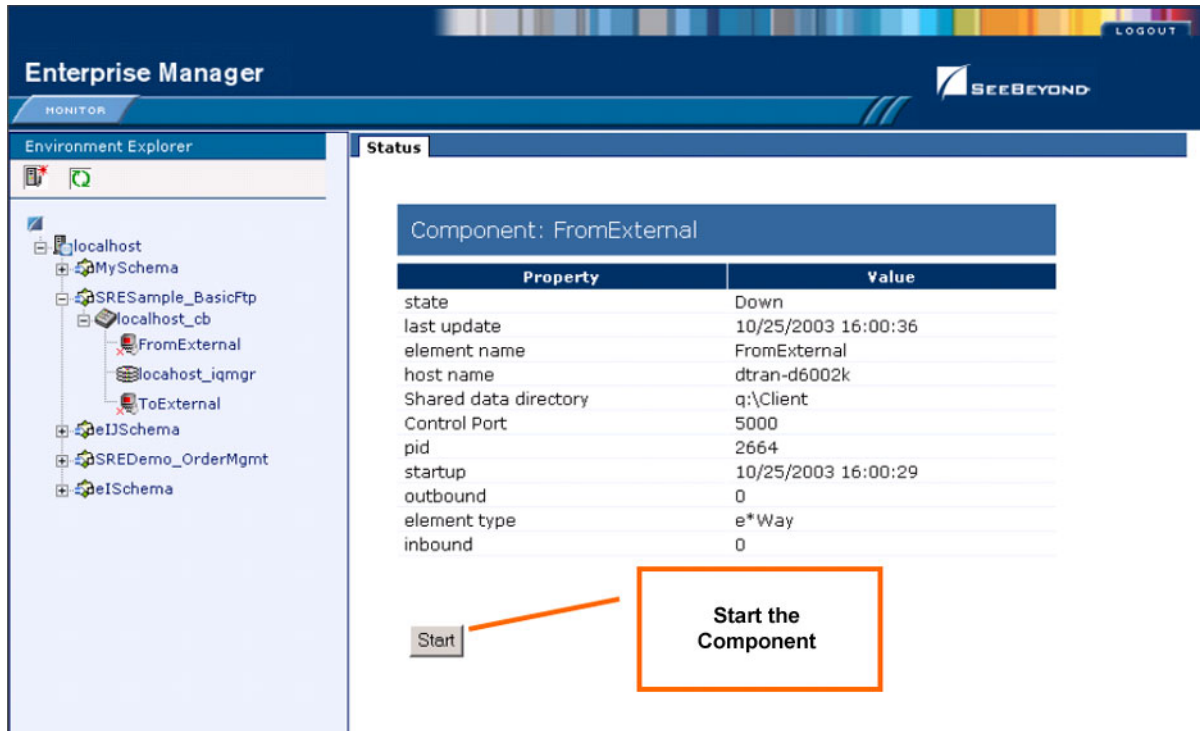 LOGOUT
Enterprise Manager
SEEBEYOND
MONITOR
Environment Explorer
Status
localhost
MySchema
SRESample_BasicFtp
localhost_cb
FromExternal
locahost_iqmgr
ToExternal
eIJSchema
SREDemo_OrderMgmt
eISchema
Component: FromExternal
Property Value
state Down
last update 10/25/2003 16:00:36
element name FromExternal
host name dtran-d6002k
Shared data directory q:\Client
Control Port 5000
pid 2664
startup 10/25/2003 16:00:29
outbound 0
element type e*Way
inbound 0
Start
Start the
Component